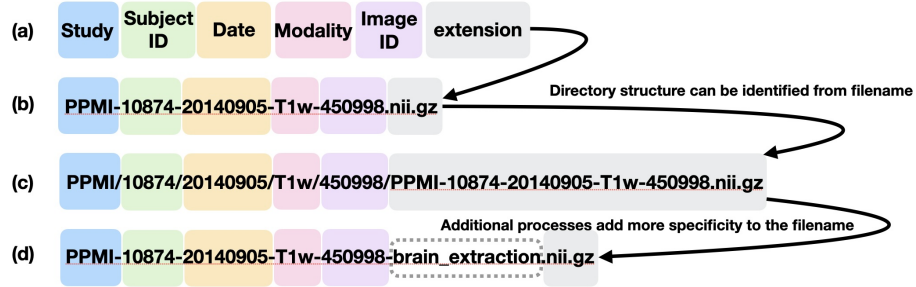 (a) Study Subject ID Date Modality Image ID extension
(b) PPMI-10874-20140905-T1w-450998.nii.gz
Directory structure can be identified from filename
(c) PPMI/10874/20140905/T1w/450998/PPMI-10874-20140905-T1w-450998.nii.gz
Additional processes add more specificity to the filename
(d) PPMI-10874-20140905-T1w-450998-brain_extraction.nii.gz